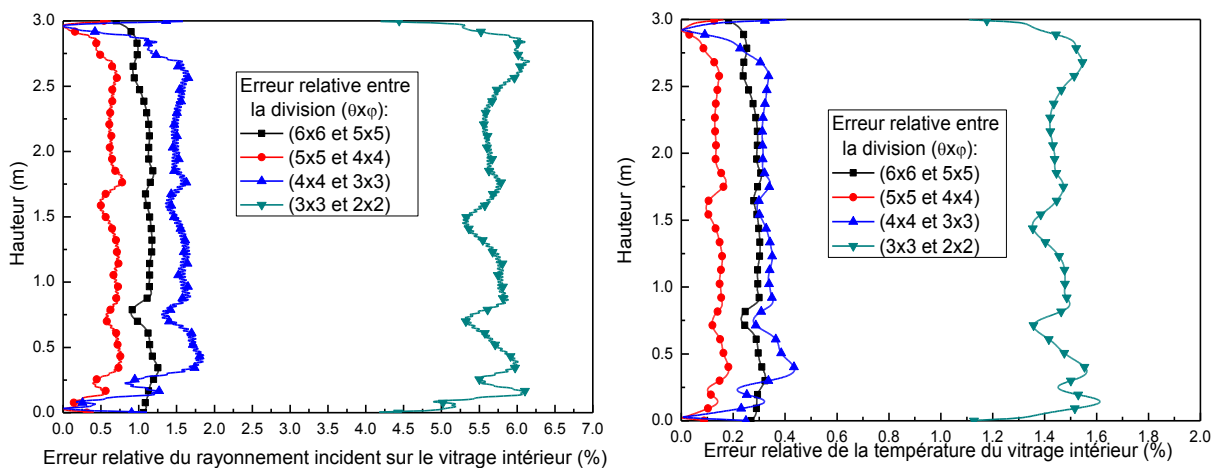 Hauteur (m)
3.0
2.5
2.0
1.5
1.0
0.5
0.0
Erreur relative entre
la division (θxφ):
(6x6 et 5x5)
(5x5 et 4x4)
(4x4 et 3x3)
(3x3 et 2x2)
0.0 0.5 1.0 1.5 2.0 2.5 3.0 3.5 4.0 4.5 5.0 5.5 6.0 6.5 7.0
Erreur relative du rayonnement incident sur le vitrage intérieur (%)
Hauteur (m)
3.0
2.5
2.0
1.5
1.0
0.5
0.0
Erreur relative entre
la division (θxφ):
(6x6 et 5x5)
(5x5 et 4x4)
(4x4 et 3x3)
(3x3 et 2x2)
0.0 0.2 0.4 0.6 0.8 1.0 1.2 1.4 1.6 1.8 2.0
Erreur relative de la température du vitrage intérieur (%)